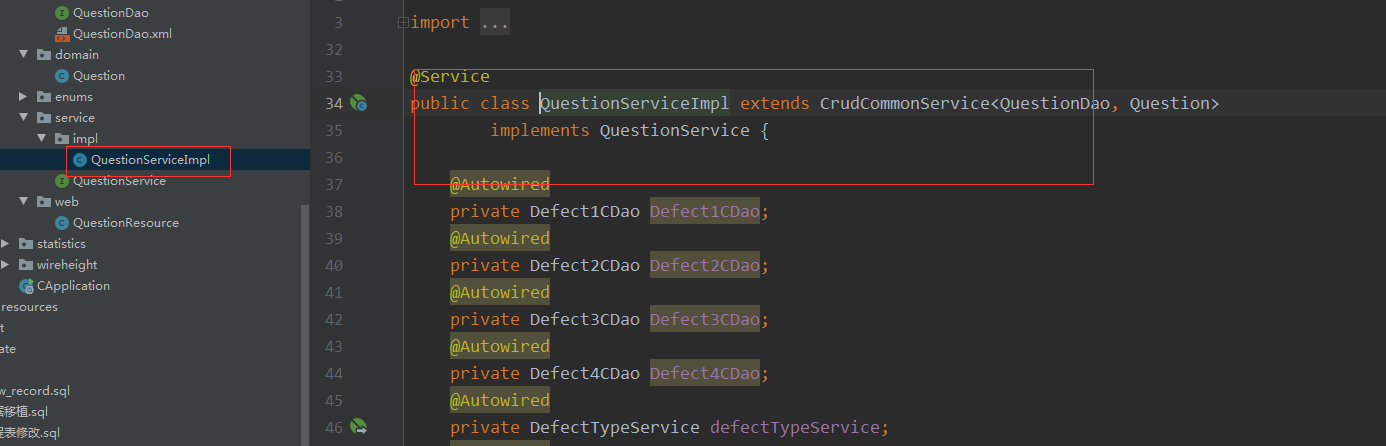 QuestionDao
QuestionDao.xml
domain
Question
enums
service
impl
QuestionServiceImpl
QuestionService
web
QuestionResource
statistics
wireheight
CApplication
resources
t
ate
w_record.sql
据移植.sql
程表修改.sql
3 import ...
32
33 @Service
34 public class QuestionServiceImpl extends CrudCommonService<QuestionDao, Question>
35 implements QuestionService {
36
37 @Autowired
38 private Defect1CDao Defect1CDao;
39 @Autowired
40 private Defect2CDao Defect2CDao;
41 @Autowired
42 private Defect3CDao Defect3CDao;
43 @Autowired
44 private Defect4CDao Defect4CDao;
45 @Autowired
46 private DefectTypeService defectTypeService;